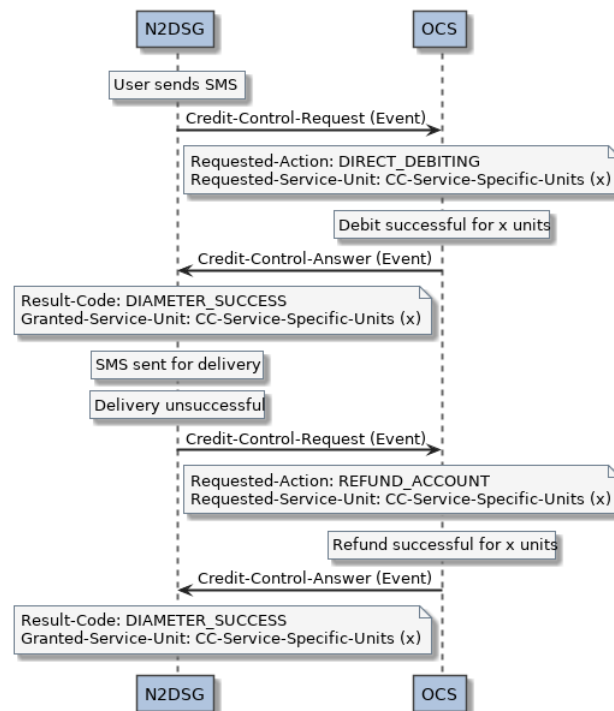 N2DSG OCS
User sends SMS
Credit-Control-Request (Event)
Requested-Action: DIRECT_DEBITING
Requested-Service-Unit: CC-Service-Specific-Units (x)
Debit successful for x units
Credit-Control-Answer (Event)
Result-Code: DIAMETER_SUCCESS
Granted-Service-Unit: CC-Service-Specific-Units (x)
SMS sent for delivery
Delivery unsuccessful
Credit-Control-Request (Event)
Requested-Action: REFUND_ACCOUNT
Requested-Service-Unit: CC-Service-Specific-Units (x)
Refund successful for x units
Credit-Control-Answer (Event)
Result-Code: DIAMETER_SUCCESS
Granted-Service-Unit: CC-Service-Specific-Units (x)
N2DSG OCS